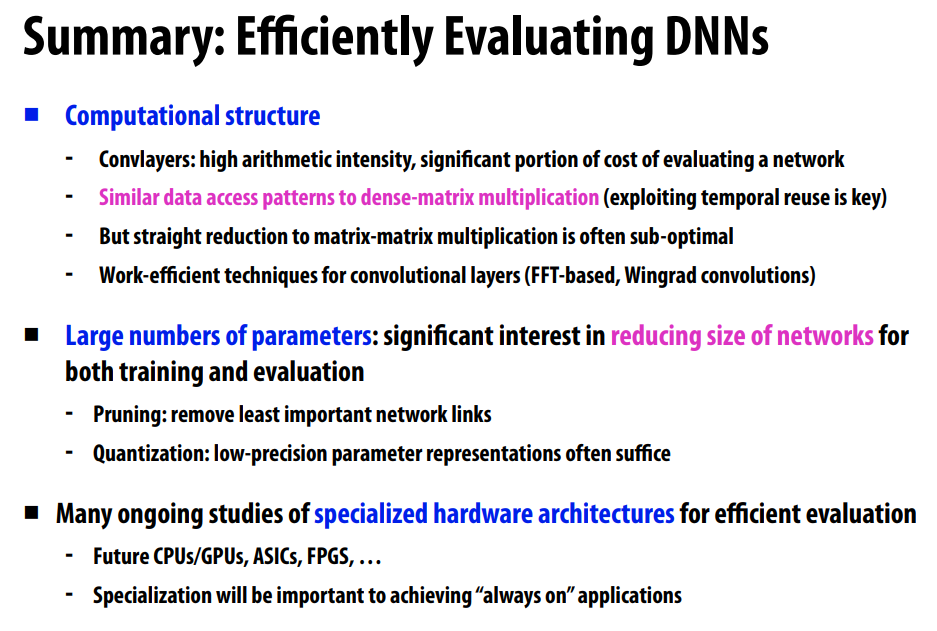 Summary: Efficiently Evaluating DNNs
■ Computational structure
- Convlayers: high arithmetic intensity, significant portion of cost of evaluating a network
- Similar data access patterns to dense-matrix multiplication (exploiting temporal reuse is key)
- But straight reduction to matrix-matrix multiplication is often sub-optimal
- Work-efficient techniques for convolutional layers (FFT-based, Wingrad convolutions)
■ Large numbers of parameters: significant interest in reducing size of networks for
both training and evaluation
- Pruning: remove least important network links
- Quantization: low-precision parameter representations often suffice
■ Many ongoing studies of specialized hardware architectures for efficient evaluation
- Future CPUs/GPUs, ASICs, FPGS, …
- Specialization will be important to achieving “always on” applications